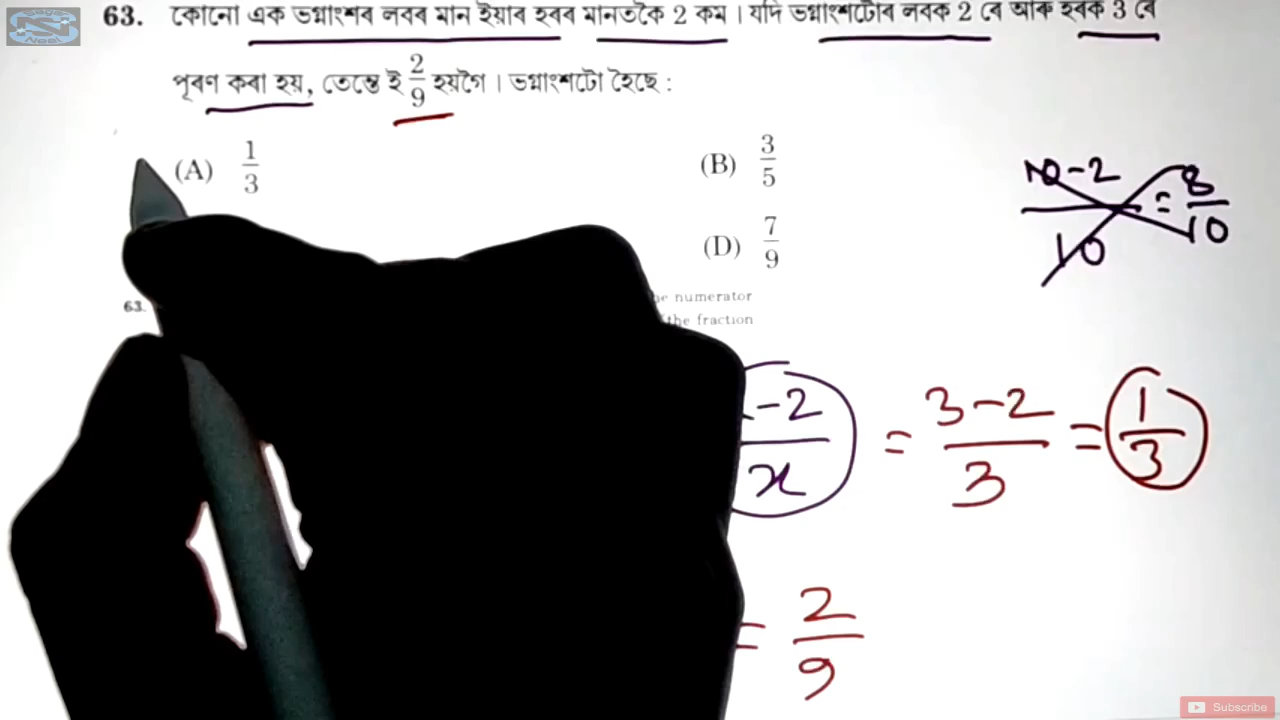 63. কোনো এক ভগ্নাংশৰ লবৰ মান ইয়াৰ হৰৰ মানতকৈ 2 কম। যদি ভগ্নাংশটোৰ লবক 2 ৰে আৰু হৰক 3 ৰে
পূৰণ কৰা হয়, তেন্তে ই 2/9 হয়গৈ। ভগ্নাংশটো হৈছে :
(A) 1/3
(B) 3/5
10-2/10 = 8/10
(D) 7/9
63.
numerator
the fraction
-2/x = 3-2/3 = 1/3
= 2/9
Subscribe